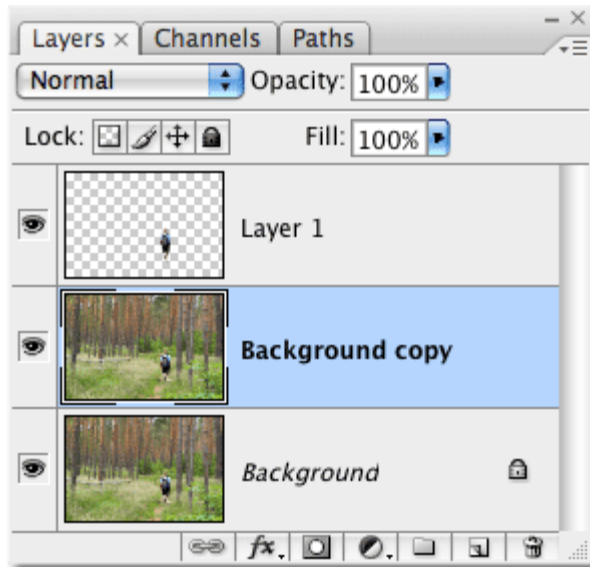 Layers × Channels Paths
Normal Opacity: 100%
Lock: Fill: 100%
Layer 1
Background copy
Background
fx.